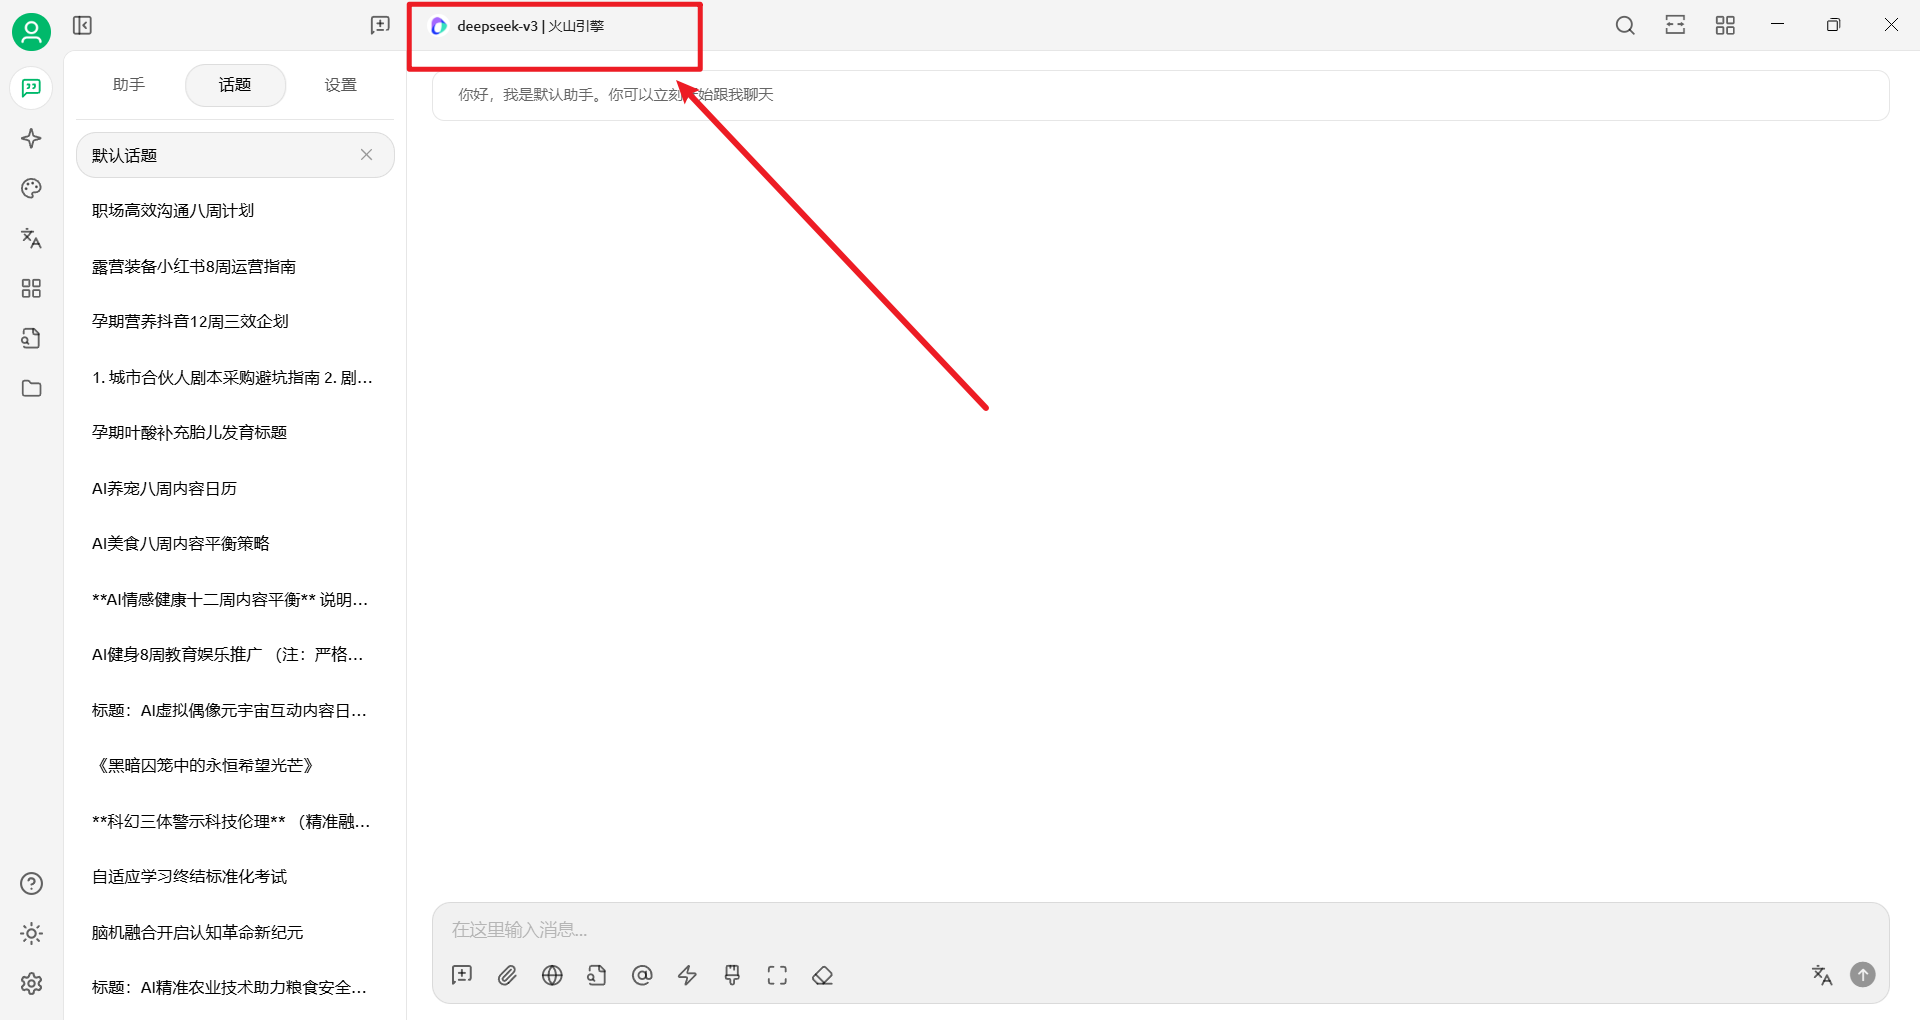 deepseek-v3 | 火山引擎
助手
话题
设置
默认话题
职场高效沟通八周计划
露营装备小红书8周运营指南
孕期营养抖音12周三效企划
1. 城市合伙人剧本采购避坑指南 2. 剧...
孕期叶酸补充胎儿发育标题
AI养宠八周内容日历
AI美食八周内容平衡策略
**AI情感健康十二周内容平衡** 说明...
AI健身8周教育娱乐推广 （注：严格...
标题：AI虚拟偶像元宇宙互动内容日...
《黑暗囚笼中的永恒希望光芒》
**科幻三体警示科技伦理** （精准融...
自适应学习终结标准化考试
脑机融合开启认知革命新纪元
标题：AI精准农业技术助力粮食安全...
你好，我是默认助手。你可以立刻始跟我聊天
在这里输入消息...